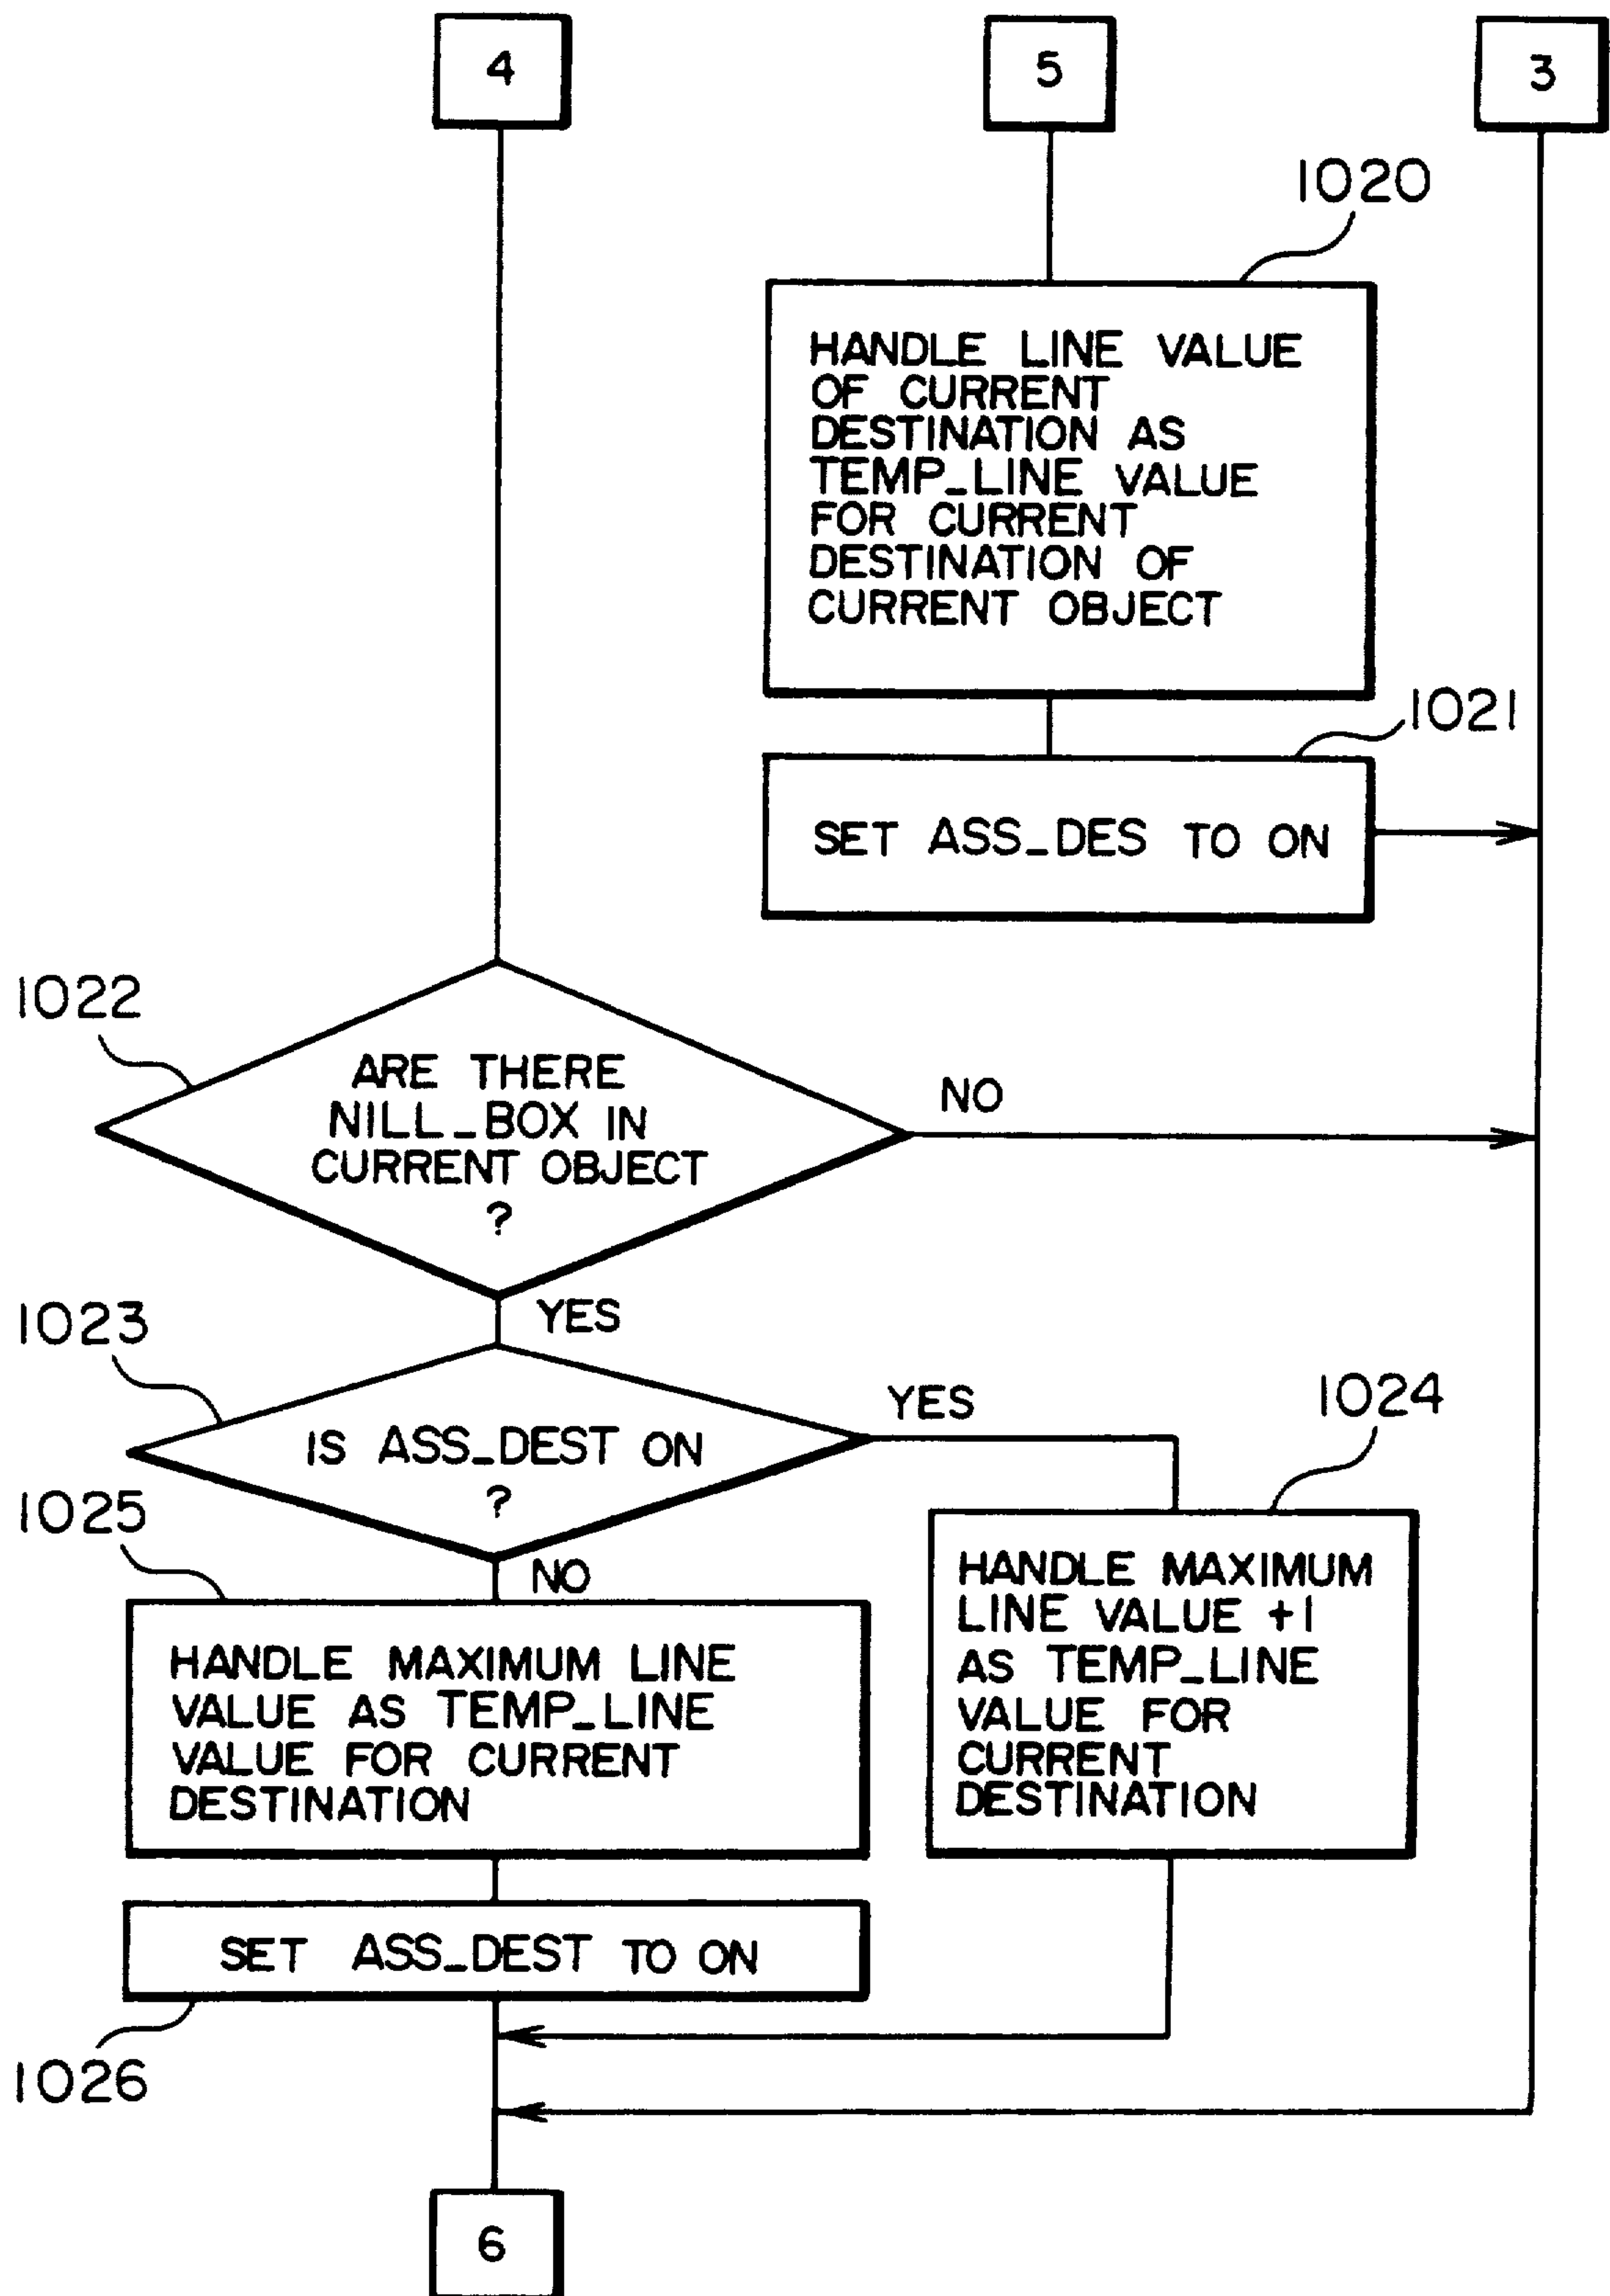 4
5
3
1020
HANDLE LINE VALUE
OF CURRENT
DESTINATION AS
TEMP_LINE VALUE
FOR CURRENT
DESTINATION OF
CURRENT OBJECT
1021
SET ASS_DES TO ON
1022
ARE THERE
NILL_BOX IN
CURRENT OBJECT
?
NO
YES
1023
IS ASS_DEST ON
?
YES
1024
HANDLE MAXIMUM
LINE VALUE +1
AS TEMP_LINE
VALUE FOR
CURRENT
DESTINATION
NO
1025
HANDLE MAXIMUM LINE
VALUE AS TEMP_LINE
VALUE FOR CURRENT
DESTINATION
SET ASS_DEST TO ON
1026
6